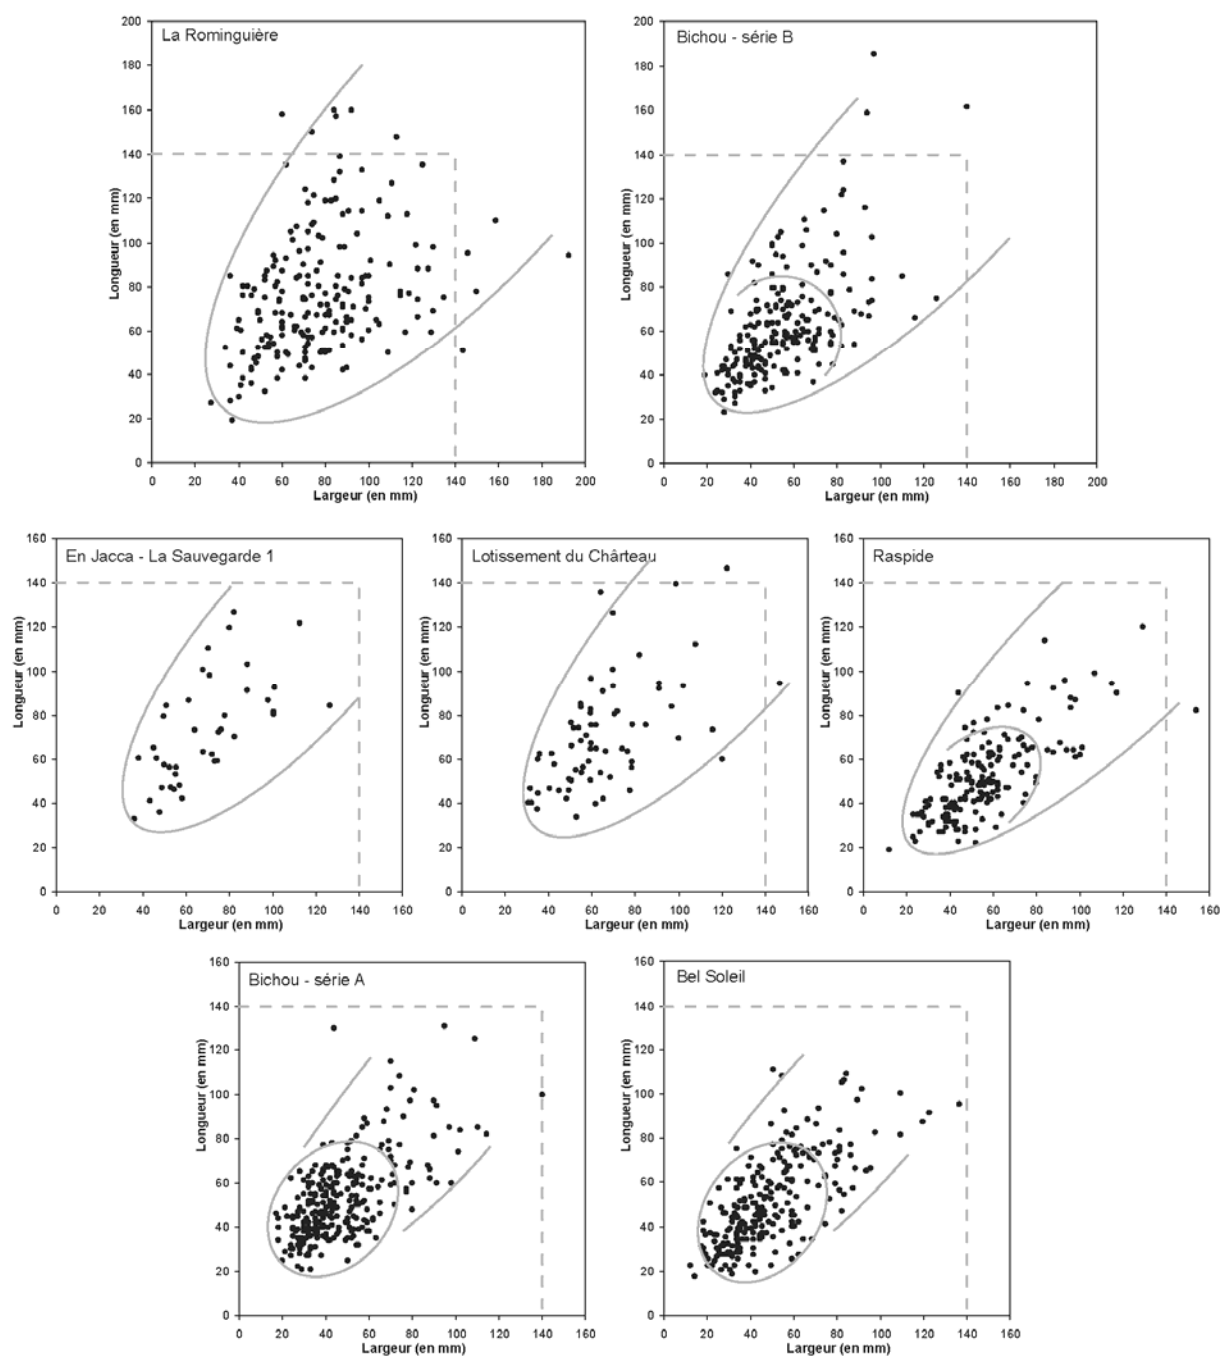 La Rominguière
Longueur (en mm)
200
180
160
140
120
100
80
60
40
20
0
0 20 40 60 80 100 120 140 160 180 200
Largeur (en mm)
Bichou - série B
Longueur (en mm)
200
180
160
140
120
100
80
60
40
20
0
0 20 40 60 80 100 120 140 160 180 200
Largeur (en mm)
En Jacca - La Sauvegarde 1
Longueur (en mm)
160
140
120
100
80
60
40
20
0
0 20 40 60 80 100 120 140 160
Largeur (en mm)
Lotissement du Chârteau
Longueur (en mm)
160
140
120
100
80
60
40
20
0
0 20 40 60 80 100 120 140 160
Largeur (en mm)
Raspide
Longueur (en mm)
160
140
120
100
80
60
40
20
0
0 20 40 60 80 100 120 140 160
Largeur (en mm)
Bichou - série A
Longueur (en mm)
160
140
120
100
80
60
40
20
0
0 20 40 60 80 100 120 140 160
Largeur (en mm)
Bel Soleil
Longueur (en mm)
160
140
120
100
80
60
40
20
0
0 20 40 60 80 100 120 140 160
Largeur (en mm)